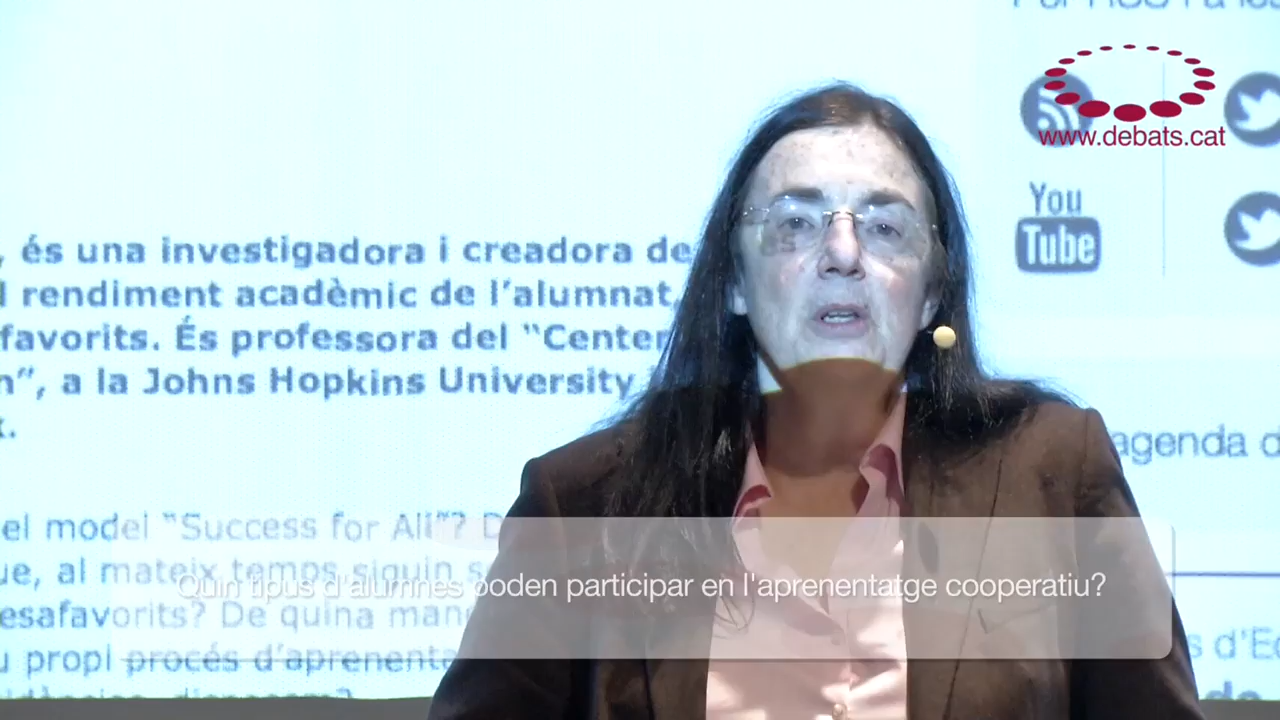 www.debats.cat
You
Tube
, és una investigadora i creadora de
rendiment acadèmic de l'alumnat,
favorits. És professora del "Center
n", a la Johns Hopkins University
agenda d
el model "Success for All"? D
ue, al mateix temps siguin s
Quin tipus d'alumnes poden participar en l'aprenentatge cooperatiu?
esafavorits? De quina man
u propi procés d'aprenenta
s d'Ed